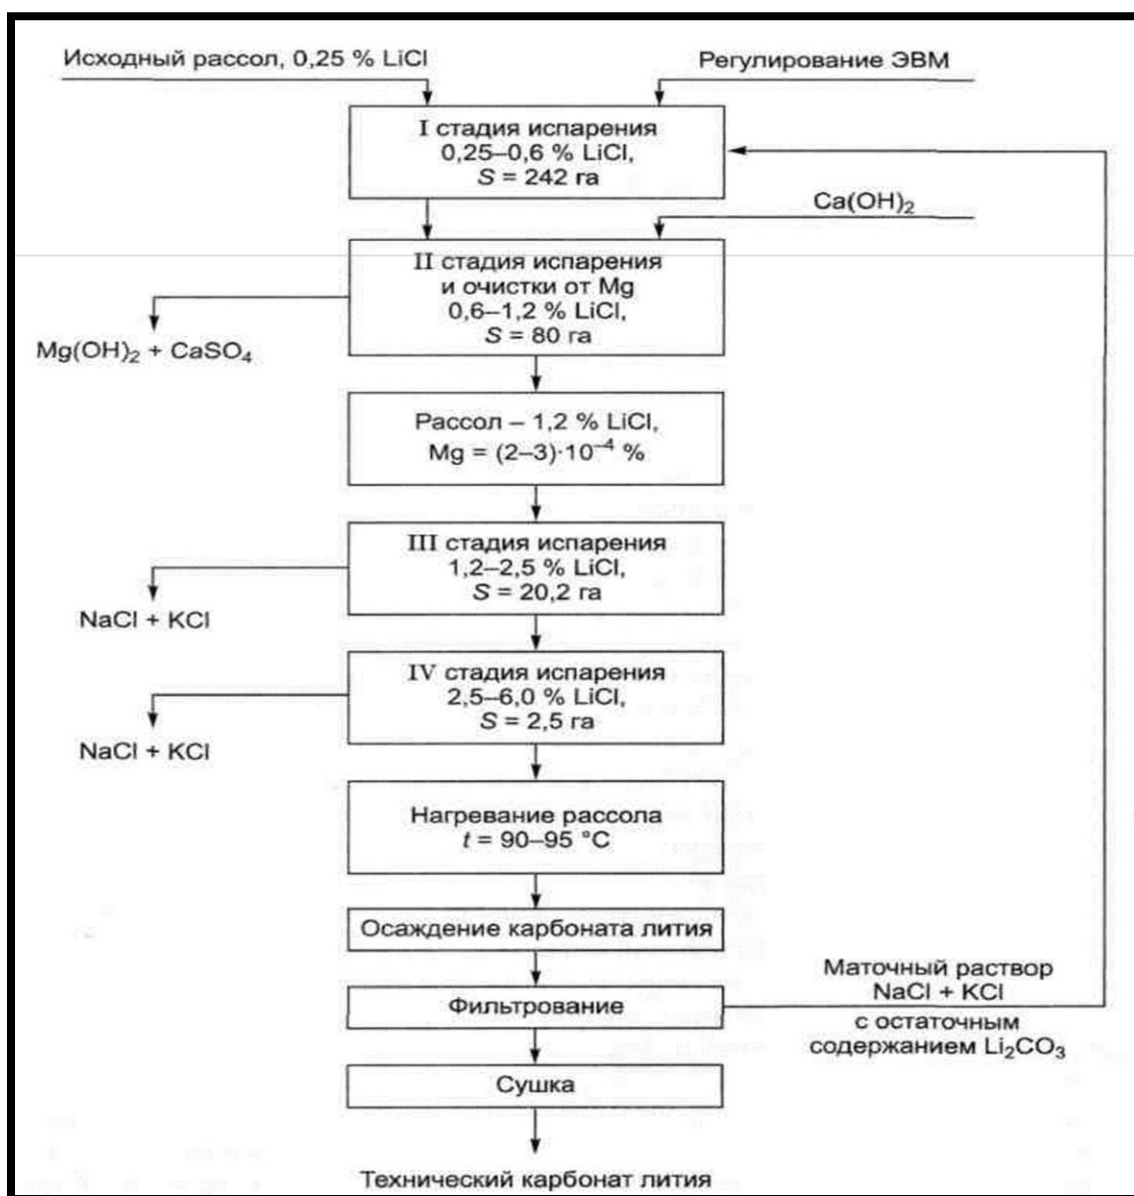 Исходный рассол, 0,25 % LiCl
Регулирование ЭВМ
I стадия испарения
0,25–0,6 % LiCl,
S = 242 га
Ca(OH)₂
II стадия испарения
и очистки от Mg
0,6–1,2 % LiCl,
S = 80 га
Mg(OH)₂ + CaSO₄
Рассол – 1,2 % LiCl,
Mg = (2–3)·10⁻⁴ %
III стадия испарения
1,2–2,5 % LiCl,
S = 20,2 га
NaCl + KCl
IV стадия испарения
2,5–6,0 % LiCl,
S = 2,5 га
NaCl + KCl
Нагревание рассола
t = 90–95 °C
Осаждение карбоната лития
Фильтрование
Маточный раствор
NaCl + KCl
с остаточным
содержанием Li₂CO₃
Сушка
Технический карбонат лития